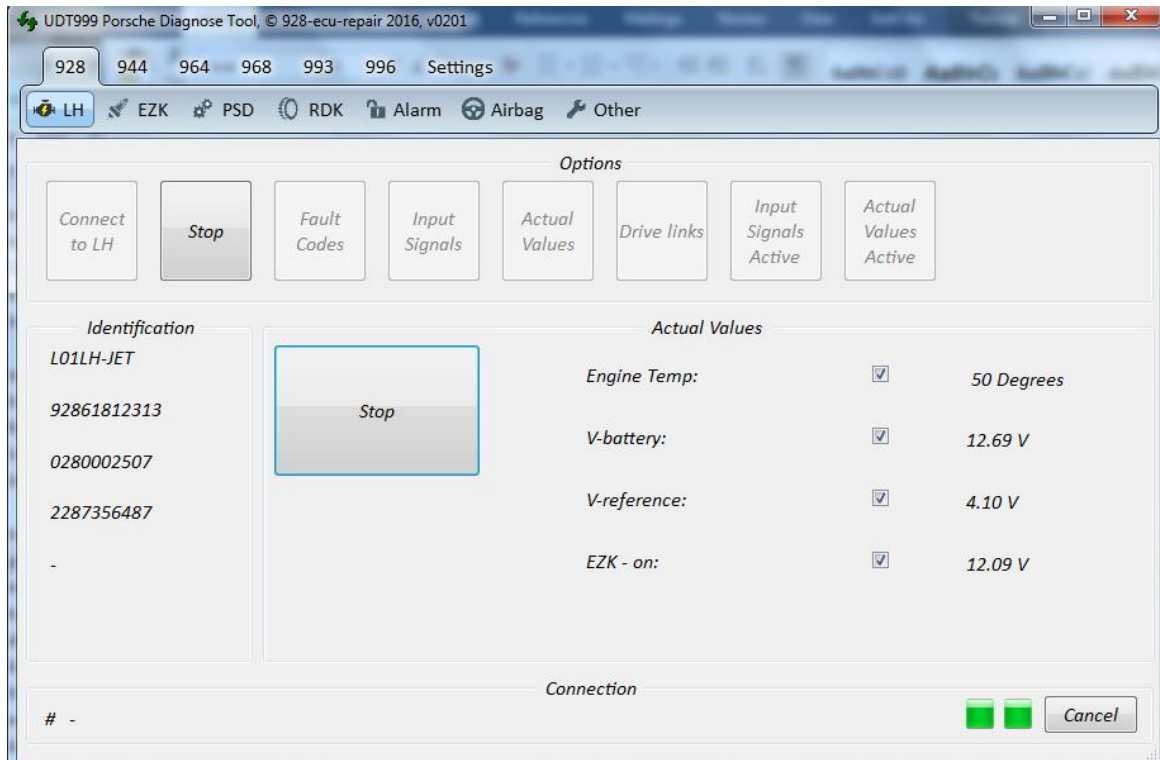 UDT999 Porsche Diagnose Tool, © 928-ecu-repair 2016, v0201
928 944 964 968 993 996 Settings
LH EZK PSD RDK Alarm Airbag Other
Options
Connect to LH
Stop
Fault Codes
Input Signals
Actual Values
Drive links
Input Signals Active
Actual Values Active
Identification
L01LH-JET
92861812313
0280002507
2287356487
-
Actual Values
Stop
Engine Temp: 50 Degrees
V-battery: 12.69 V
V-reference: 4.10 V
EZK - on: 12.09 V
Connection
# -
Cancel